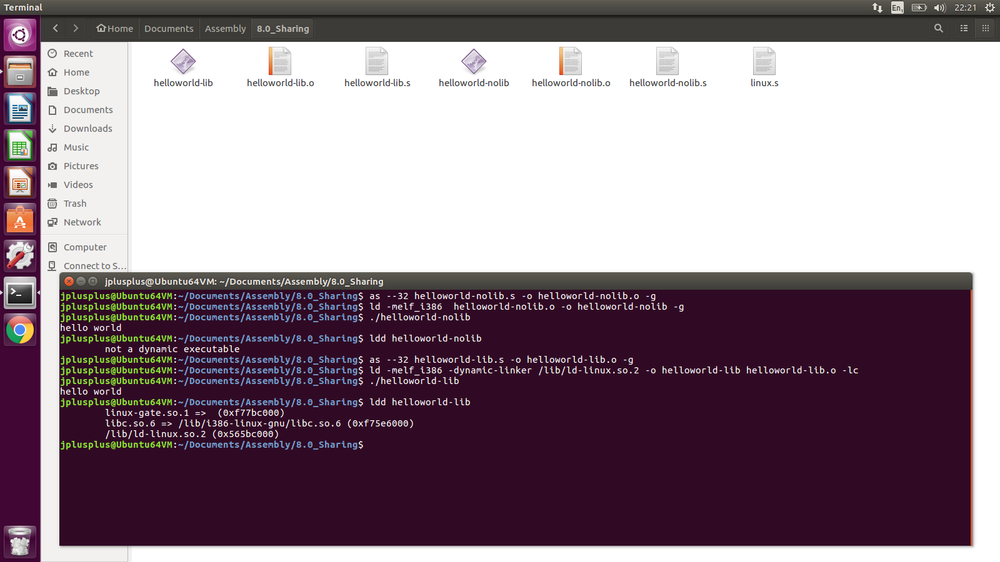 Terminal
En1
22:21
Home
Documents
Assembly
8.0_Sharing
Recent
Home
Desktop
Documents
Downloads
Music
Pictures
Videos
Trash
Network
Computer
Connect to S...
helloworld-lib
helloworld-lib.o
helloworld-lib.s
helloworld-nolib
helloworld-nolib.o
helloworld-nolib.s
linux.s
jplusplus@Ubuntu64VM: ~/Documents/Assembly/8.0_Sharing
jplusplus@Ubuntu64VM:~/Documents/Assembly/8.0_Sharing$ as --32 helloworld-nolib.s -o helloworld-nolib.o -g
jplusplus@Ubuntu64VM:~/Documents/Assembly/8.0_Sharing$ ld -melf_i386  helloworld-nolib.o -o helloworld-nolib -g
jplusplus@Ubuntu64VM:~/Documents/Assembly/8.0_Sharing$ ./helloworld-nolib
hello world
jplusplus@Ubuntu64VM:~/Documents/Assembly/8.0_Sharing$ ldd helloworld-nolib
        not a dynamic executable
jplusplus@Ubuntu64VM:~/Documents/Assembly/8.0_Sharing$ as --32 helloworld-lib.s -o helloworld-lib.o -g
jplusplus@Ubuntu64VM:~/Documents/Assembly/8.0_Sharing$ ld -melf_i386 -dynamic-linker /lib/ld-linux.so.2 -o helloworld-lib helloworld-lib.o -lc
jplusplus@Ubuntu64VM:~/Documents/Assembly/8.0_Sharing$ ./helloworld-lib
hello world
jplusplus@Ubuntu64VM:~/Documents/Assembly/8.0_Sharing$ ldd helloworld-lib
        linux-gate.so.1 =>  (0xf77bc000)
        libc.so.6 => /lib/i386-linux-gnu/libc.so.6 (0xf75e6000)
        /lib/ld-linux.so.2 (0x565bc000)
jplusplus@Ubuntu64VM:~/Documents/Assembly/8.0_Sharing$